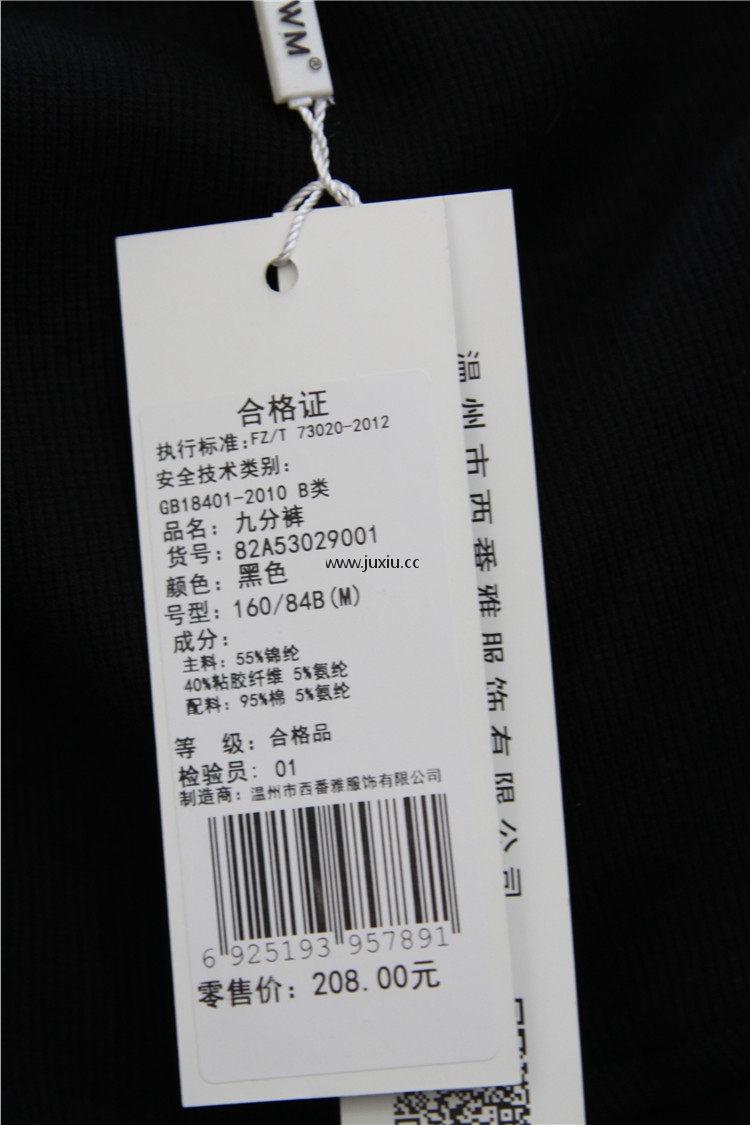 WM®
合格证
执行标准:FZ/T 73020-2012
安全技术类别:
GB18401-2010 B类
品名: 九分裤
货号: 82A53029001
颜色: 黑色
号型: 160/84B(M)
成分:
主料: 55%锦纶
40%粘胶纤维 5%氨纶
配料: 95%棉 5%氨纶
等 级: 合格品
检验员: 01
制造商: 温州市西番雅服饰有限公司
6 925193 957891
零售价: 208.00元
温州市西番雅服饰有限公司
www.juxiu.cc